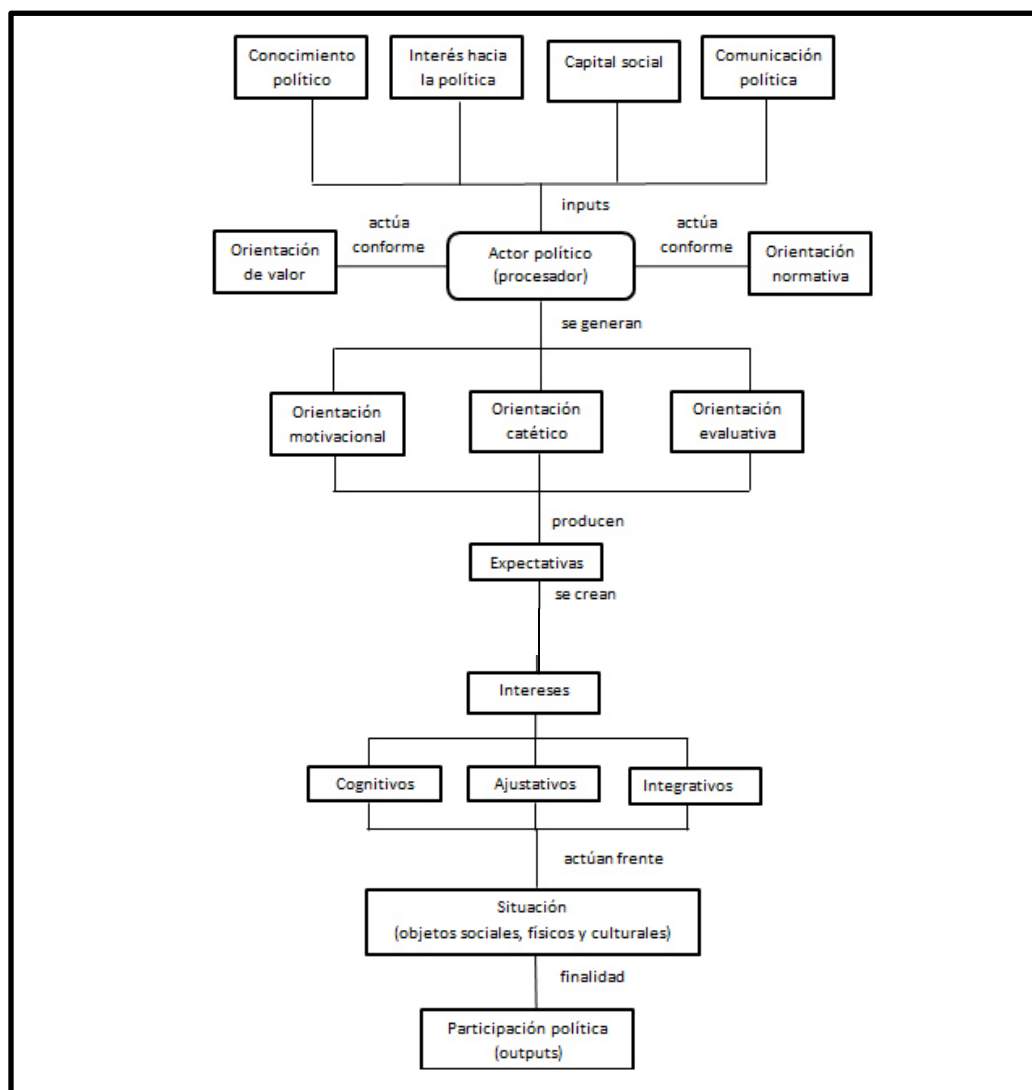 Conocimiento
político
Interés hacia
la política
Capital social
Comunicación
política
inputs
actúa
conforme
actúa
conforme
Orientación
de valor
Actor político
(procesador)
Orientación
normativa
se generan
Orientación
motivacional
Orientación
catético
Orientación
evaluativa
producen
Expectativas
se crean
Intereses
Cognitivos
Ajustativos
Integrativos
actúan frente
Situación
(objetos sociales, físicos y culturales)
finalidad
Participación política
(outputs)